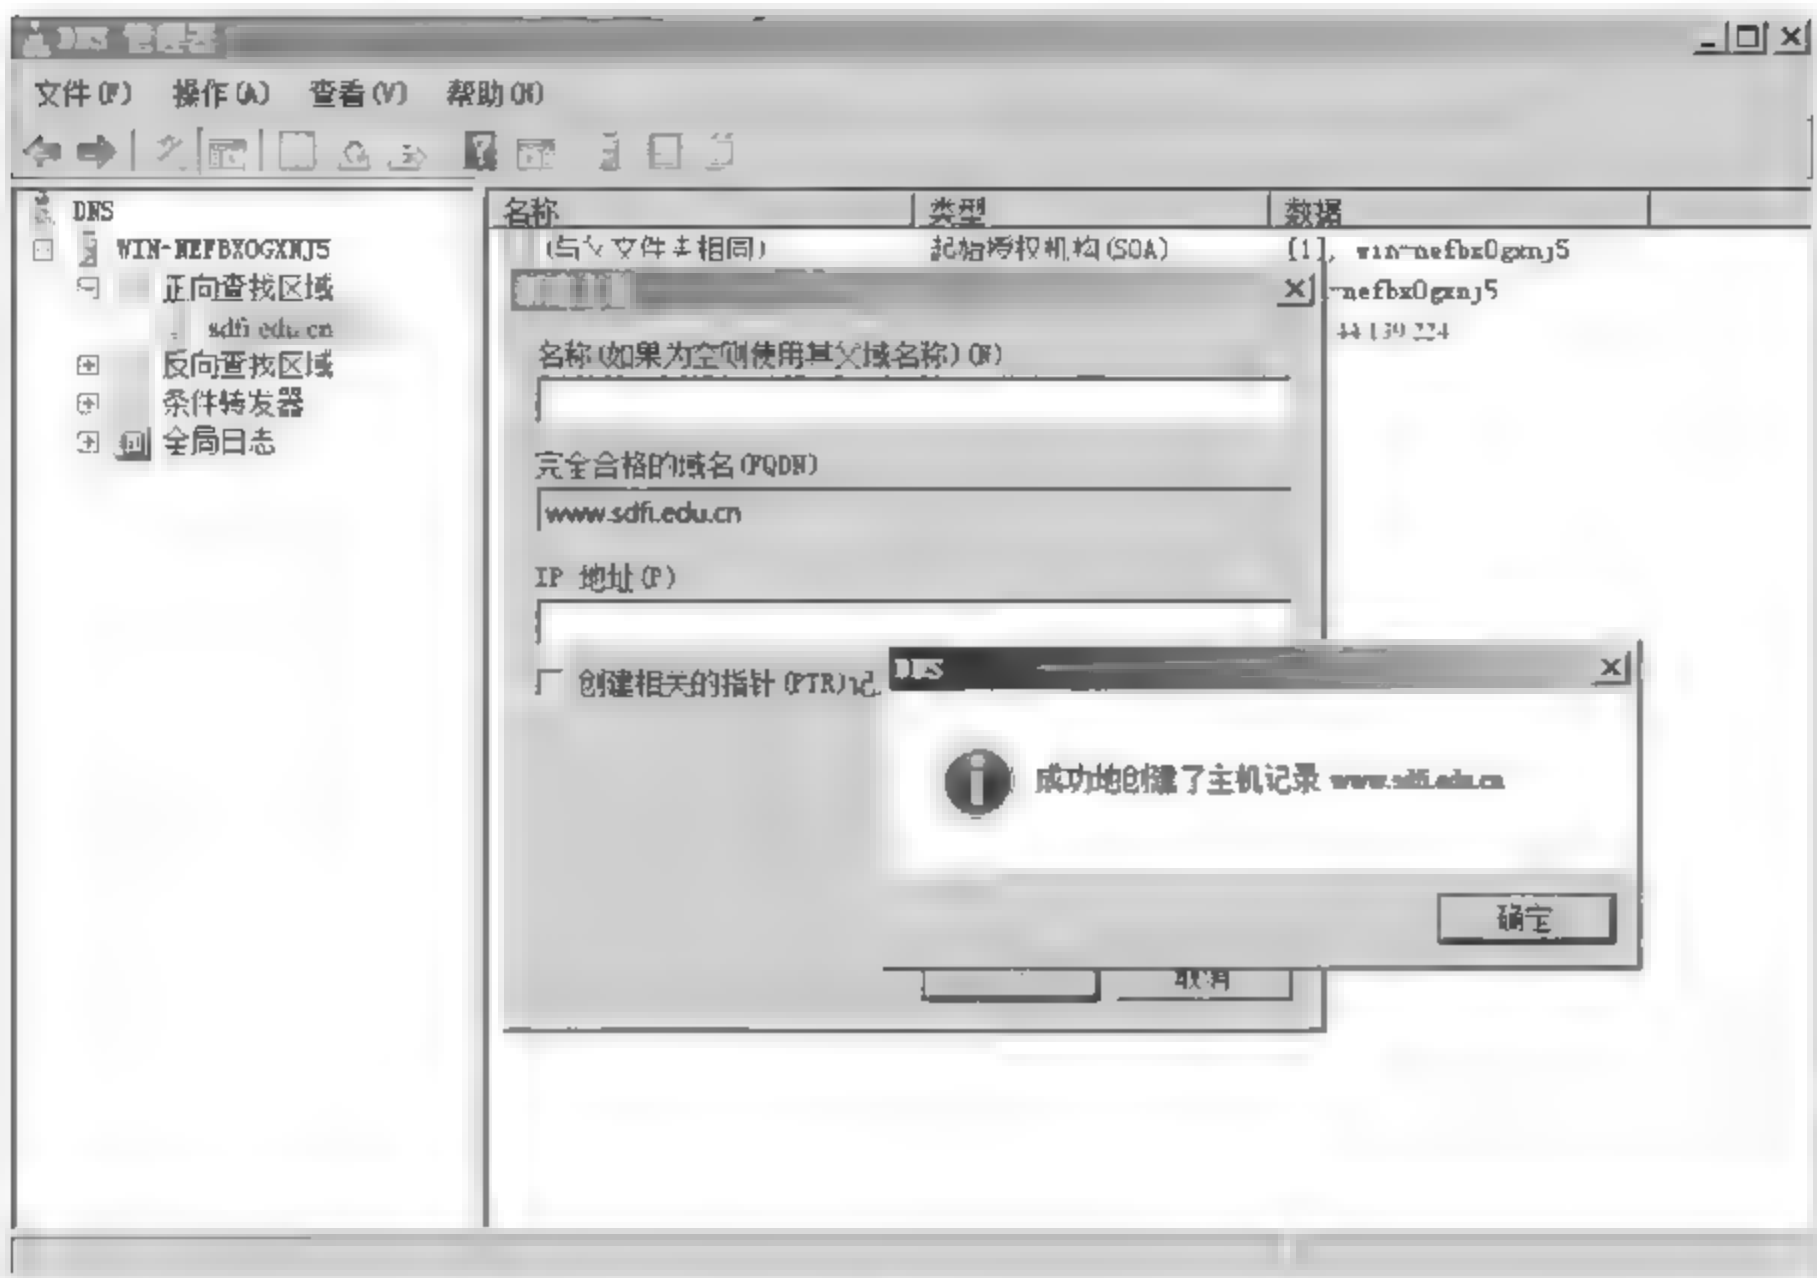 DNS 管理器
文件(F) 操作(A) 查看(V) 帮助(H)
DNS
WIN-NEFBXOGXNJ5
正向查找区域
sdfi.edu.cn
反向查找区域
条件转发器
全局日志
名称 类型 数据
(与父文件夹相同) 起始授权机构(SOA) [1], win-nefbx0gxnj5
-nefbx0gxnj5
44.139.224
名称(如果为空则使用其父域名称)(N)
完全合格的域名(FQDN)
www.sdfi.edu.cn
IP 地址(P)
创建相关的指针(PTR)记
DNS
成功地创建了主机记录 www.sdfi.edu.cn
确定
取消